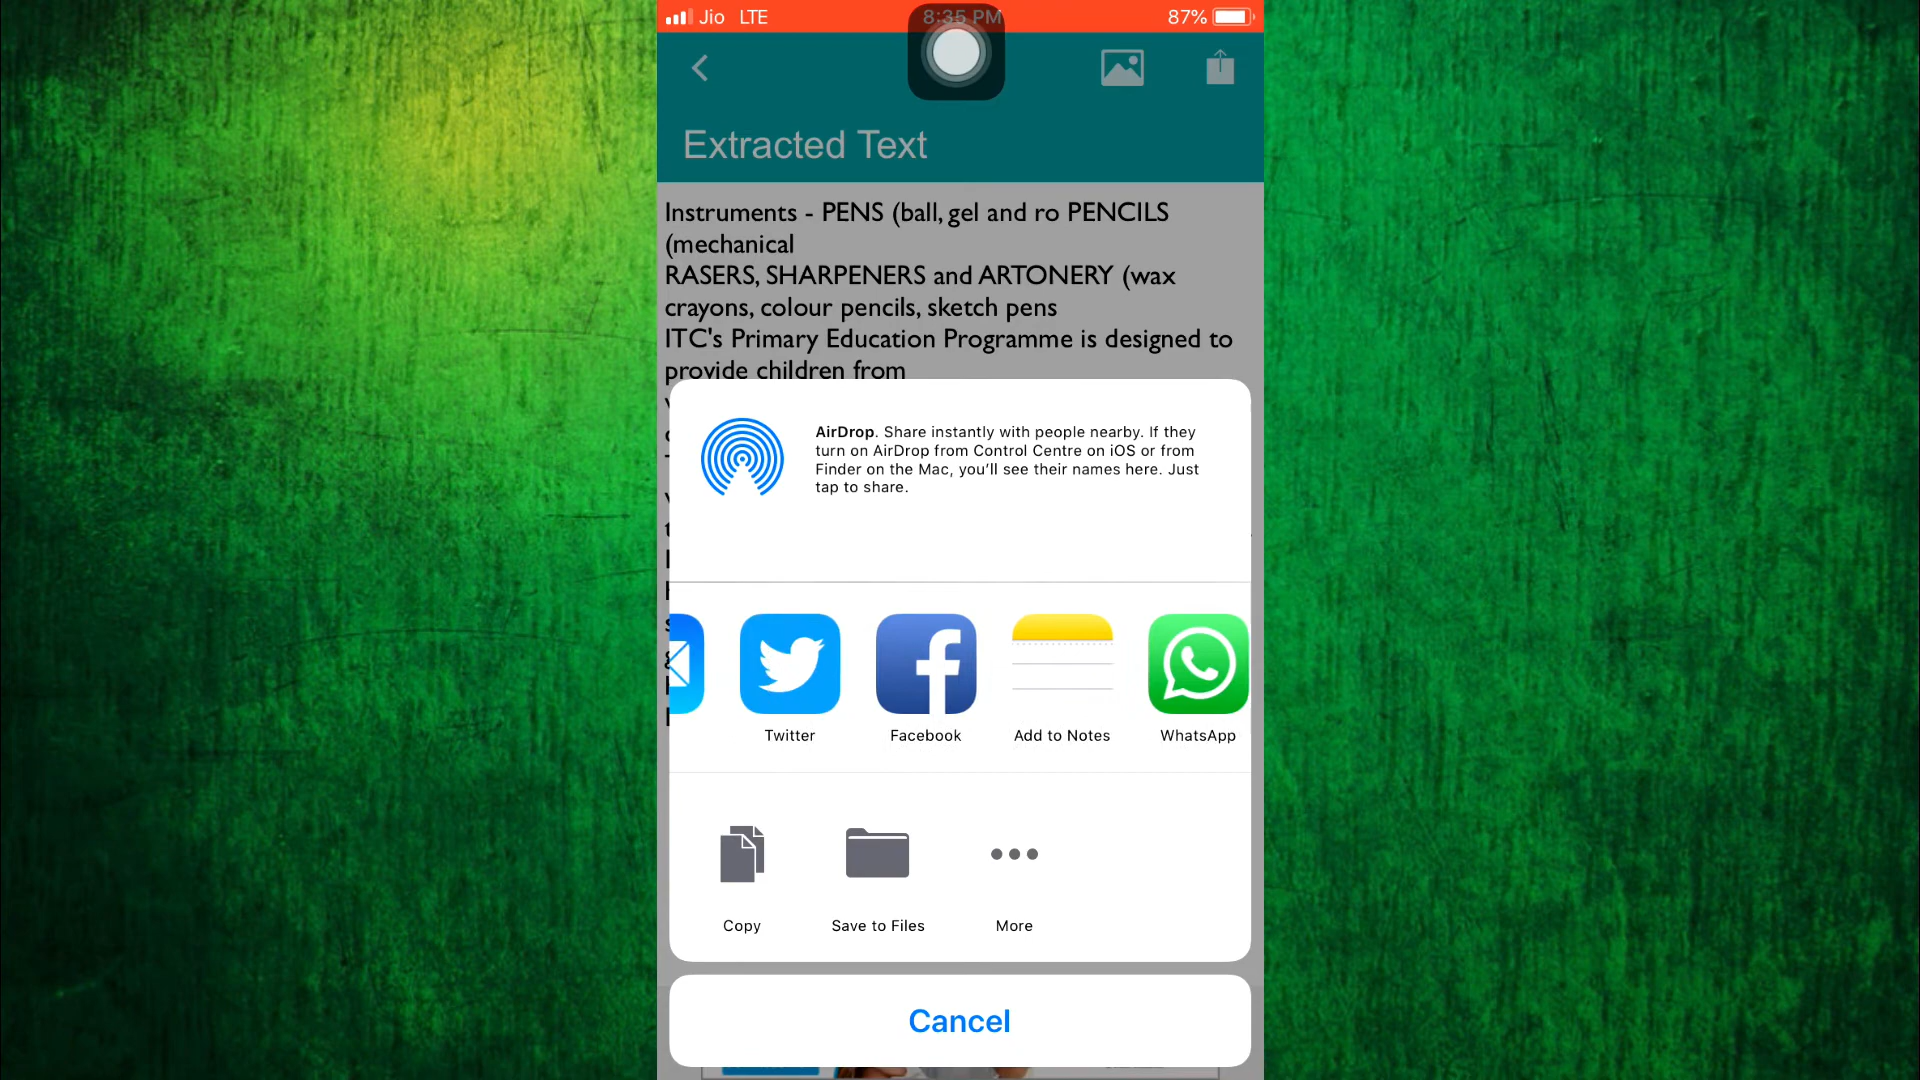 Jio LTE 8:35 PM 87%
Extracted Text
Instruments - PENS (ball, gel and ro PENCILS
(mechanical
RASERS, SHARPENERS and ARTONERY (wax
crayons, colour pencils, sketch pens
ITC's Primary Education Programme is designed to
provide children from
AirDrop. Share instantly with people nearby. If they
turn on AirDrop from Control Centre on iOS or from
Finder on the Mac, you'll see their names here. Just
tap to share.
Twitter Facebook Add to Notes WhatsApp
Copy Save to Files More
Cancel